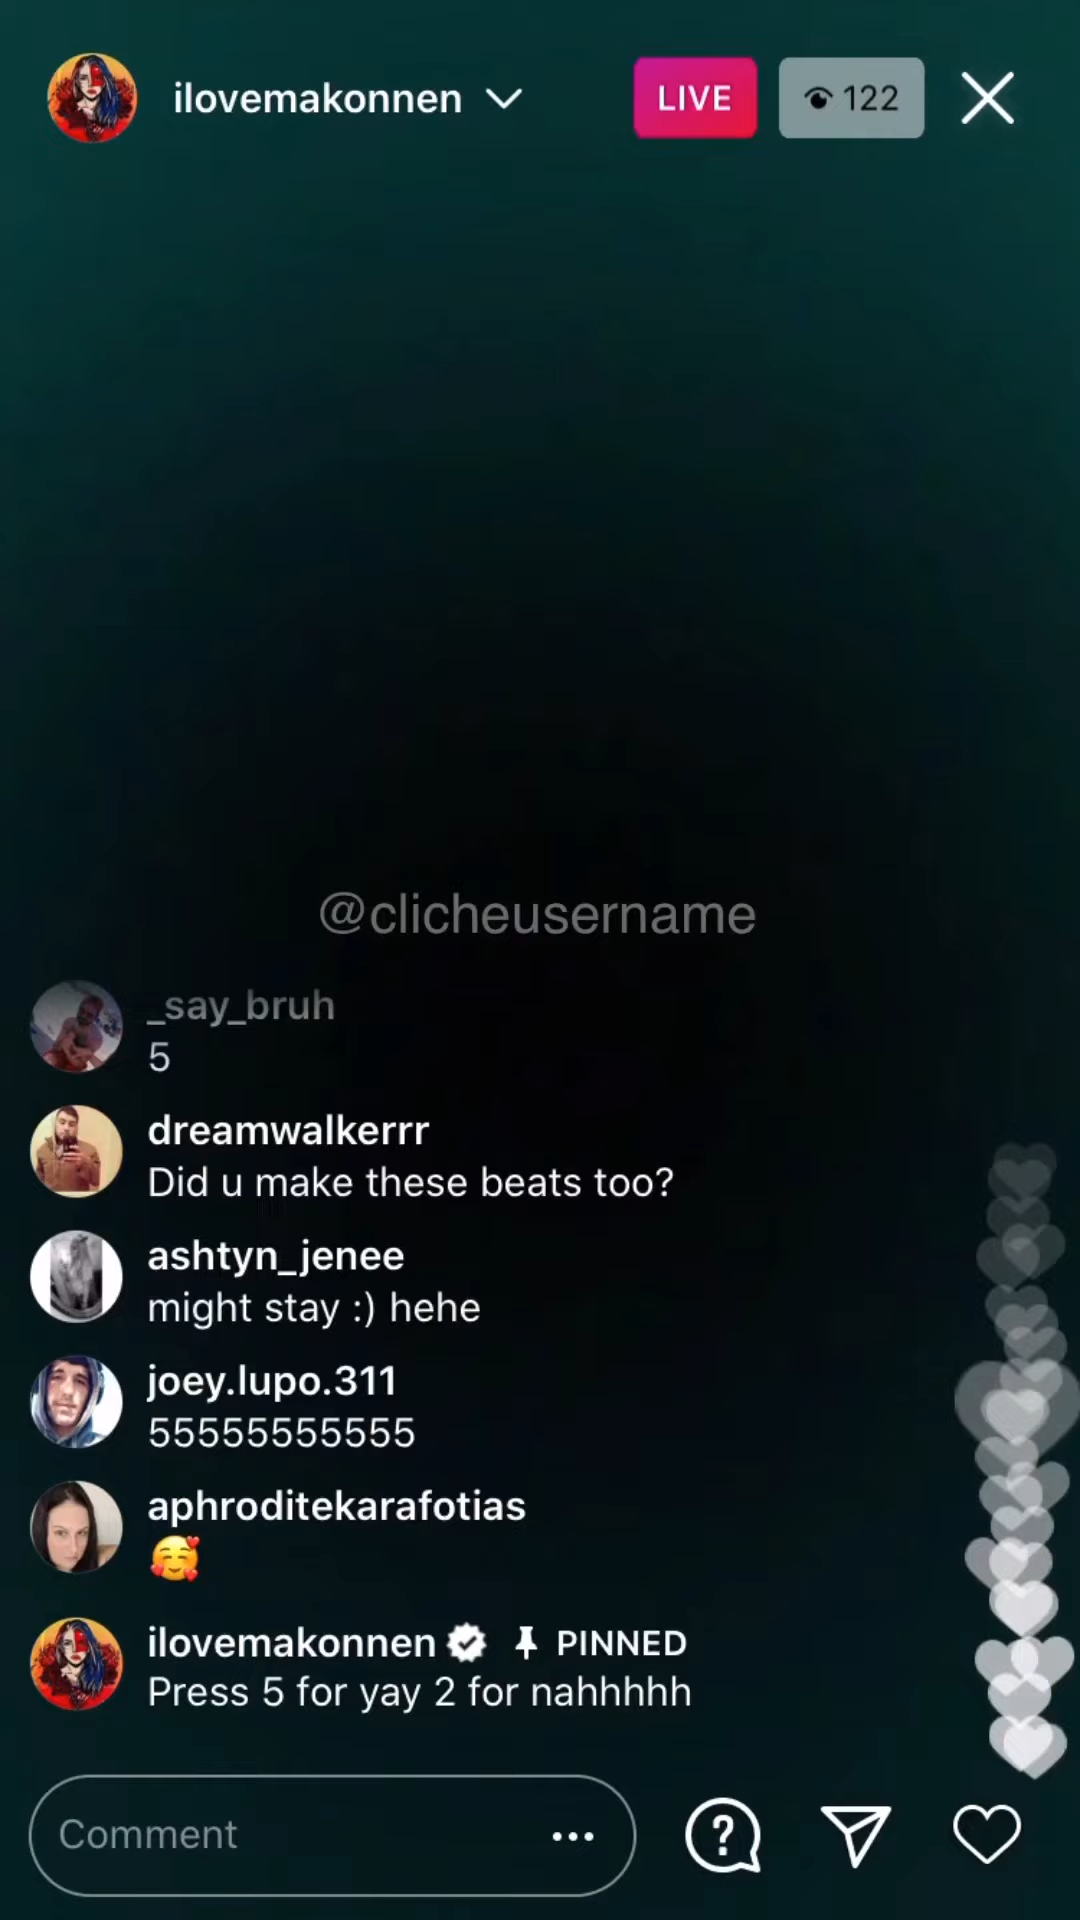 ilovemakonnen
LIVE
122
@clicheusername
_say_bruh
5
dreamwalkerrr
Did u make these beats too?
ashtyn_jenee
might stay :) hehe
joey.lupo.311
55555555555
aphroditekarafotias
🥰
ilovemakonnen PINNED
Press 5 for yay 2 for nahhhhh
Comment